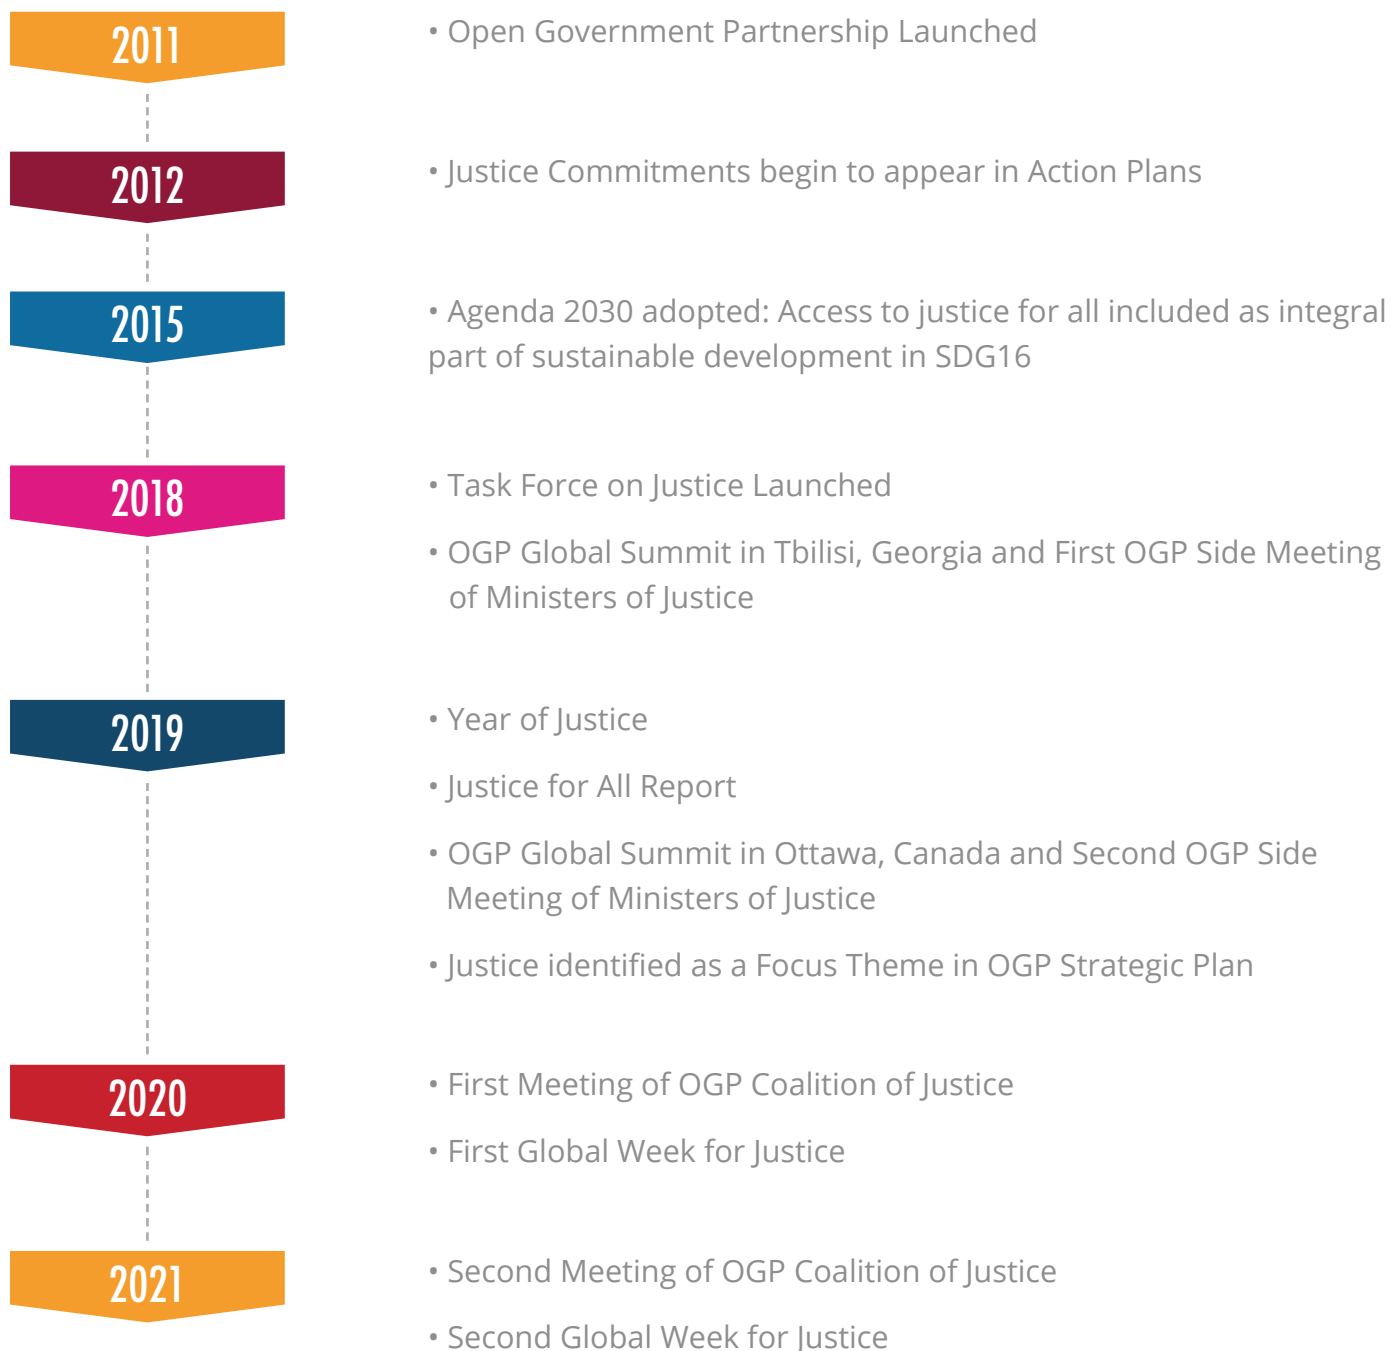 2011
• Open Government Partnership Launched
2012
• Justice Commitments begin to appear in Action Plans
2015
• Agenda 2030 adopted: Access to justice for all included as integral
part of sustainable development in SDG16
2018
• Task Force on Justice Launched
• OGP Global Summit in Tbilisi, Georgia and First OGP Side Meeting
of Ministers of Justice
2019
• Year of Justice
• Justice for All Report
• OGP Global Summit in Ottawa, Canada and Second OGP Side
Meeting of Ministers of Justice
• Justice identified as a Focus Theme in OGP Strategic Plan
2020
• First Meeting of OGP Coalition of Justice
• First Global Week for Justice
2021
• Second Meeting of OGP Coalition of Justice
• Second Global Week for Justice